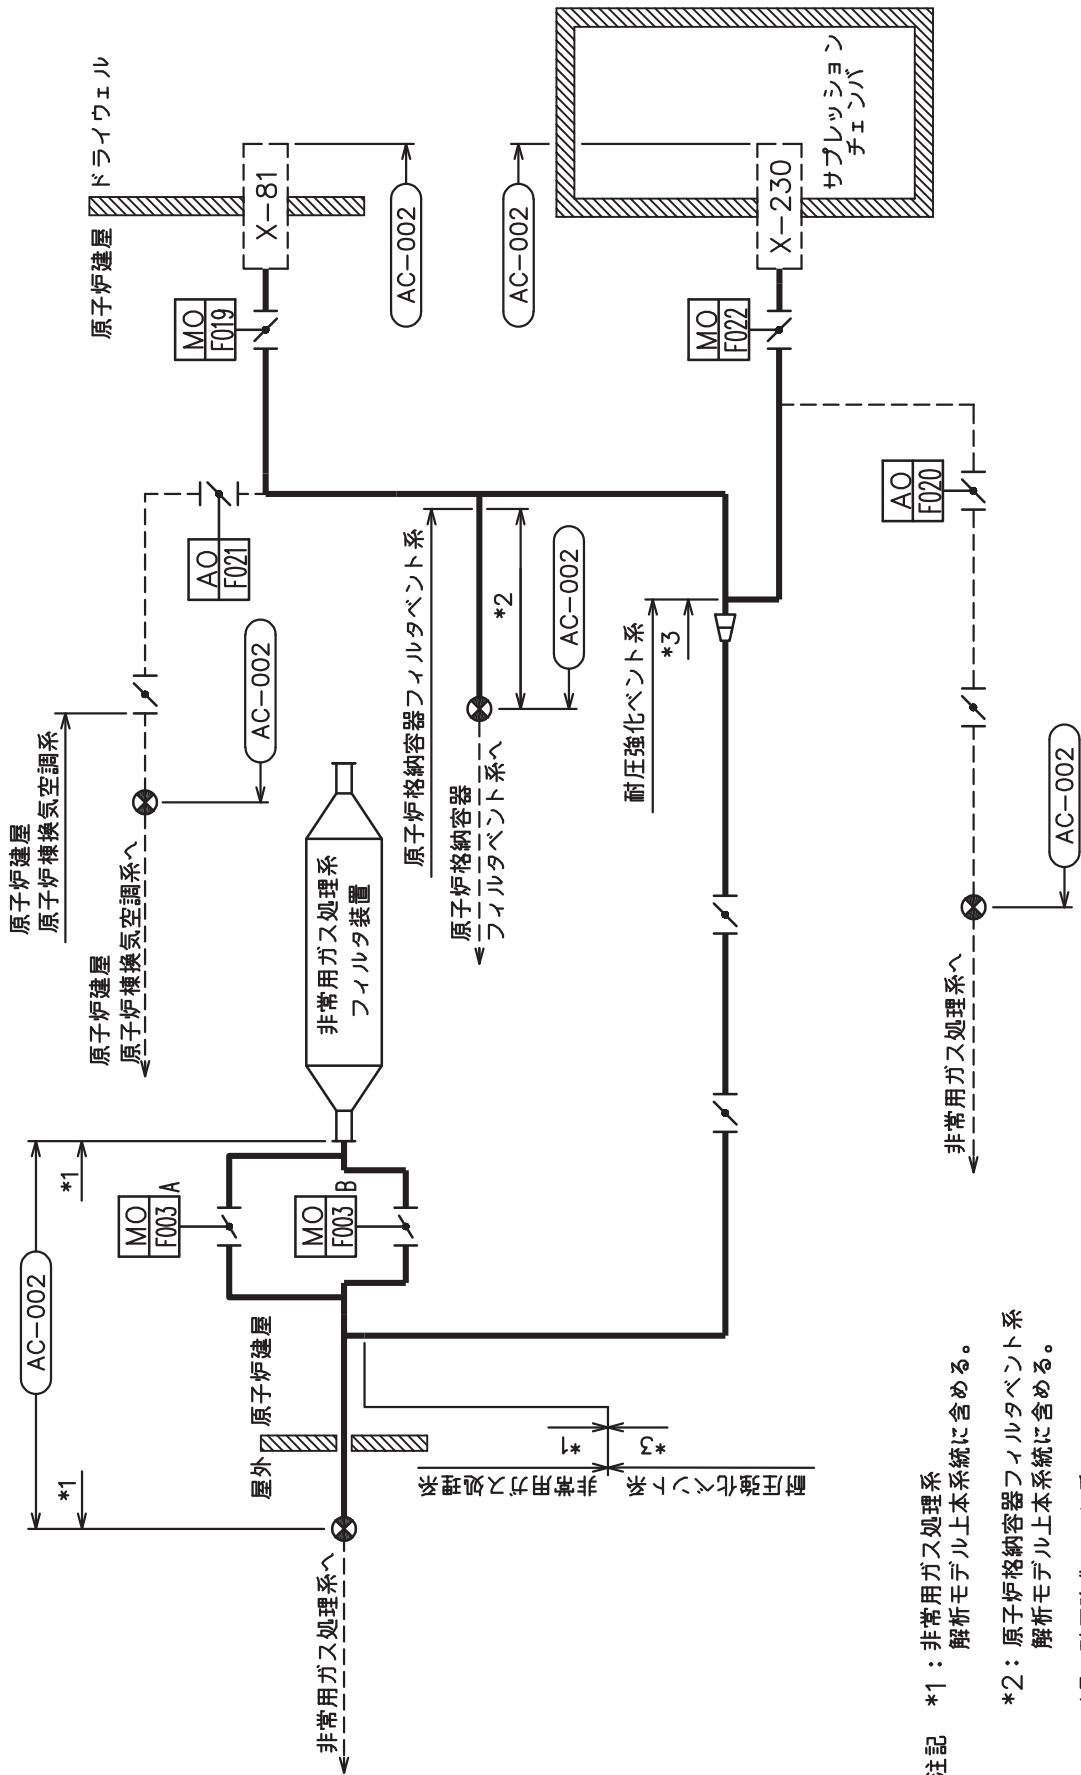 非常用ガス処理系へ
*1
AC-002
*1
屋外
原子炉建屋
MO
F003
A
MO
F003
B
非常用ガス処理系
フィルタ装置
非常用ガス処理系
耐圧強化ベント系
*1
*3
原子炉建屋
原子炉棟換気空調系へ
原子炉建屋
原子炉棟換気空調系
AC-002
AO
F021
原子炉格納容器
フィルタベント系へ
原子炉格納容器フィルタベント系
*2
AC-002
耐圧強化ベント系
*3
原子炉建屋
ドライウェル
MO
F019
X-81
AC-002
AC-002
MO
F022
X-230
サプレッション
チェンバ
AO
F020
AC-002
非常用ガス処理系へ
注記
*1：非常用ガス処理系
解析モデル上本系統に含める。
*2：原子炉格納容器フィルタベント系
解析モデル上本系統に含める。